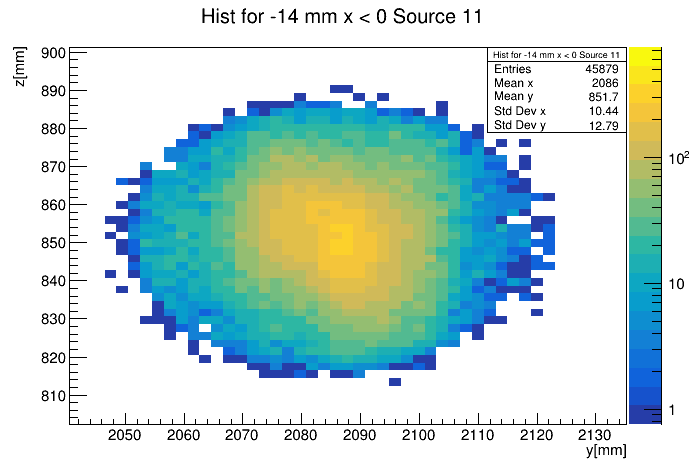 Hist for -14 mm x < 0 Source 11
z[mm]
Hist for -14 mm x < 0 Source 11
Entries 45879
Mean x 2086
Mean y 851.7
Std Dev x 10.44
Std Dev y 12.79
900
890
880
870
860
850
840
830
820
810
2050 2060 2070 2080 2090 2100 2110 2120 2130
y[mm]
10²
10
1